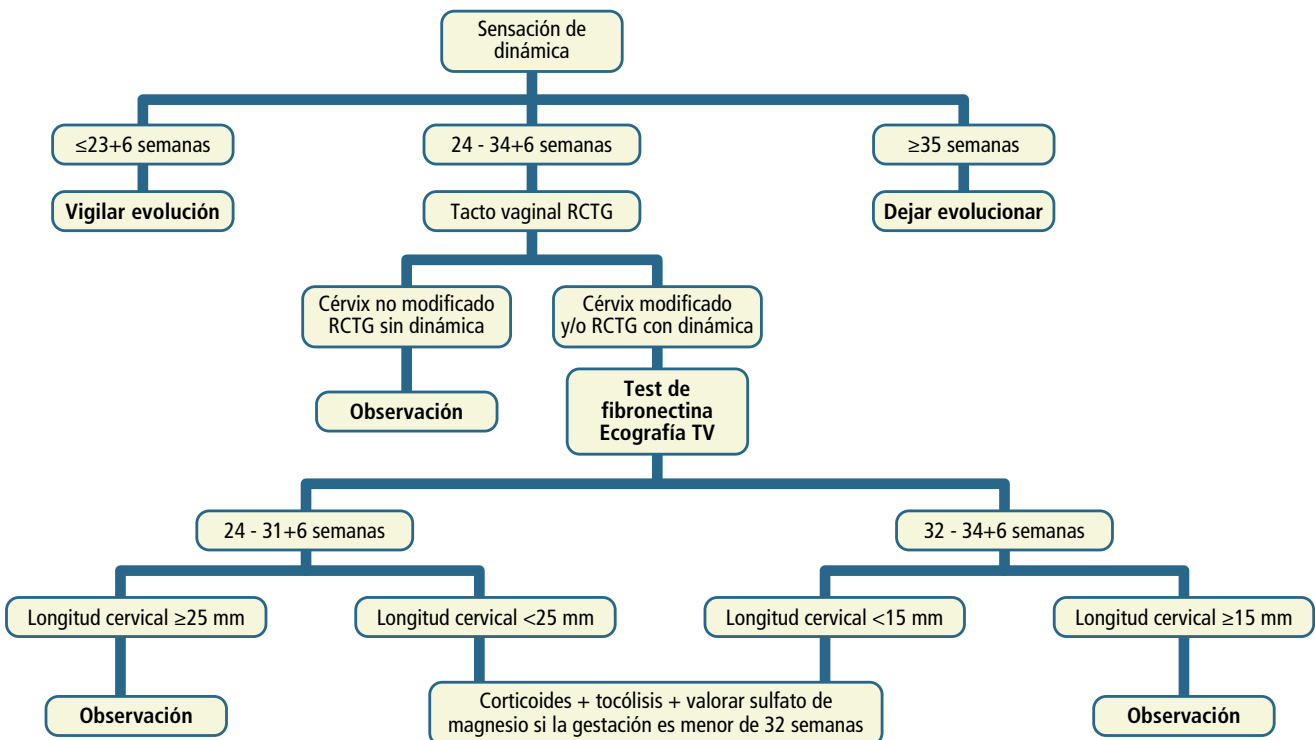 Sensación de
dinámica
≤23+6 semanas
24 - 34+6 semanas
≥35 semanas
Vigilar evolución
Tacto vaginal RCTG
Dejar evolucionar
Cérvix no modificado
RCTG sin dinámica
Cérvix modificado
y/o RCTG con dinámica
Observación
Test de
fibronectina
Ecografía TV
24 - 31+6 semanas
32 - 34+6 semanas
Longitud cervical ≥25 mm
Longitud cervical <25 mm
Longitud cervical <15 mm
Longitud cervical ≥15 mm
Observación
Corticoides + tocólisis + valorar sulfato de
magnesio si la gestación es menor de 32 semanas
Observación